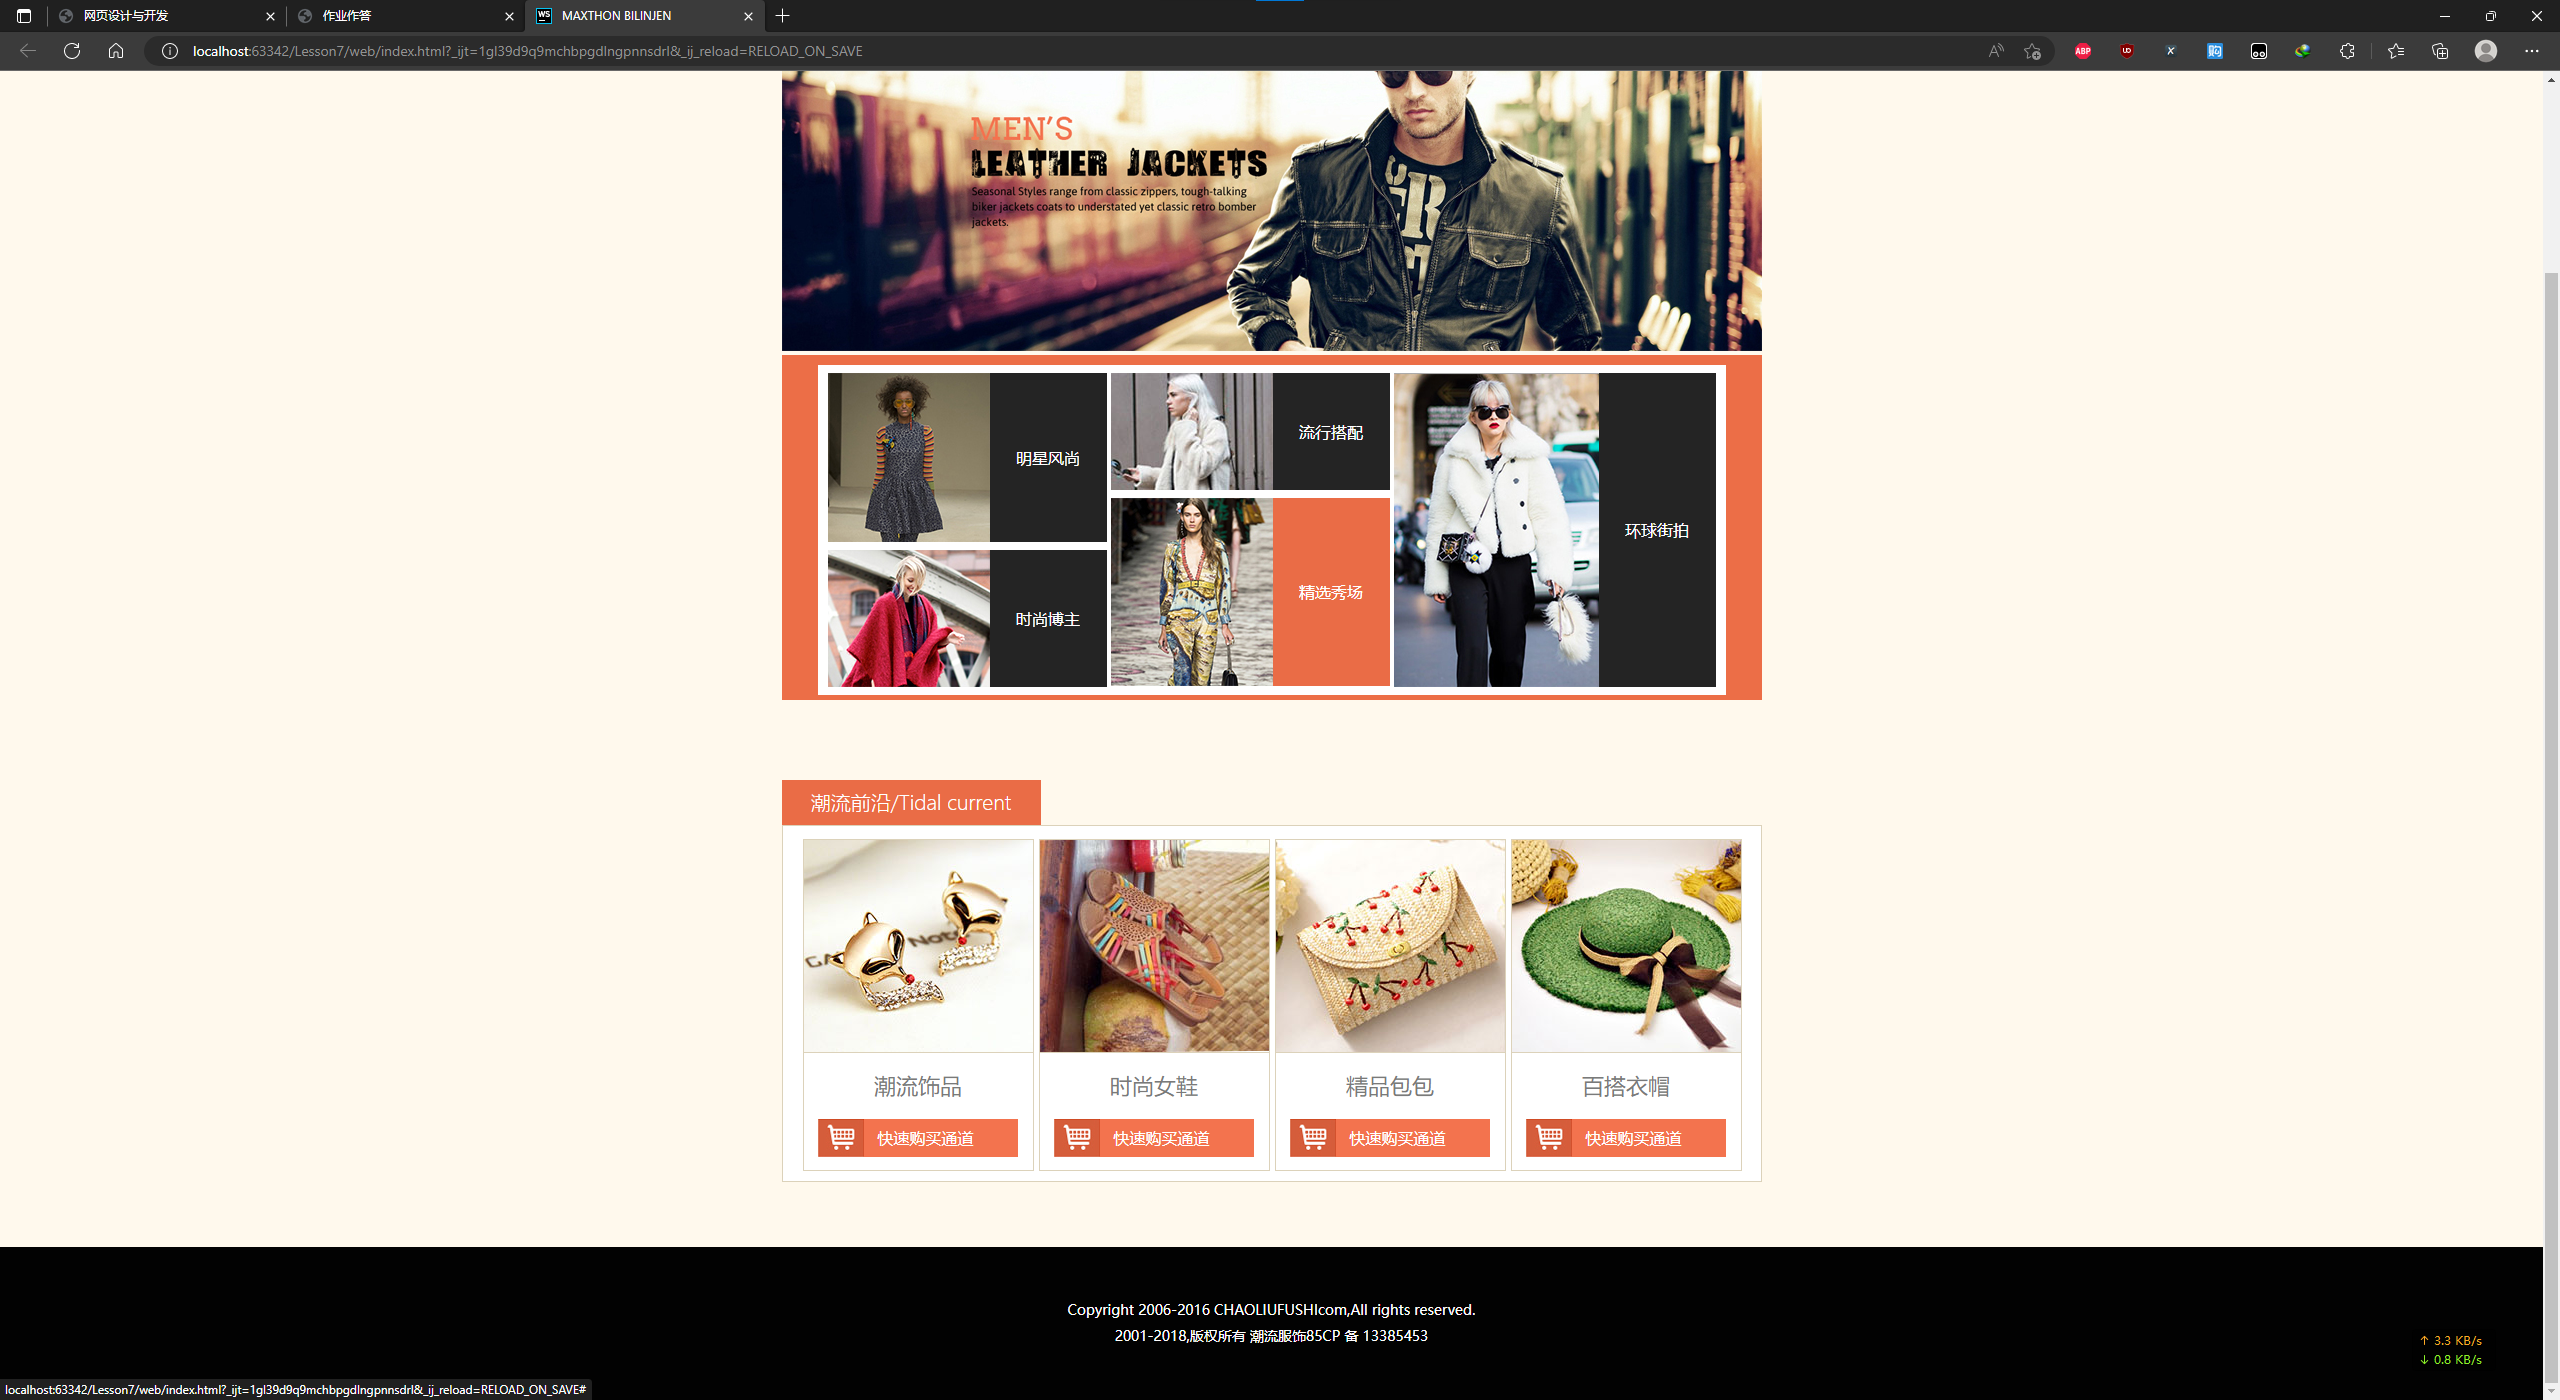 网页设计与开发
作业作答
WS
MAXTHON BILINJEN
localhost:63342/Lesson7/web/index.html?_ijt=1gl39d9q9mchbpgdlngpnnsdrl&_ij_reload=RELOAD_ON_SAVE
ABP
购
MEN'S
LEATHER JACKETS
Seasonal Styles range from classic zippers, tough-talking
biker jackets coats to understated yet classic retro bomber
jackets.
明星风尚
流行搭配
环球街拍
时尚博主
精选秀场
潮流前沿/Tidal current
潮流饰品
时尚女鞋
精品包包
百搭衣帽
快速购买通道
快速购买通道
快速购买通道
快速购买通道
Copyright 2006-2016 CHAOLIUFUSHIcom,All rights reserved.
2001-2018,版权所有 潮流服饰85CP 备 13385453
↑ 3.3 KB/s
↓ 0.8 KB/s
localhost:63342/Lesson7/web/index.html?_ijt=1gl39d9q9mchbpgdlngpnnsdrl&_ij_reload=RELOAD_ON_SAVE#